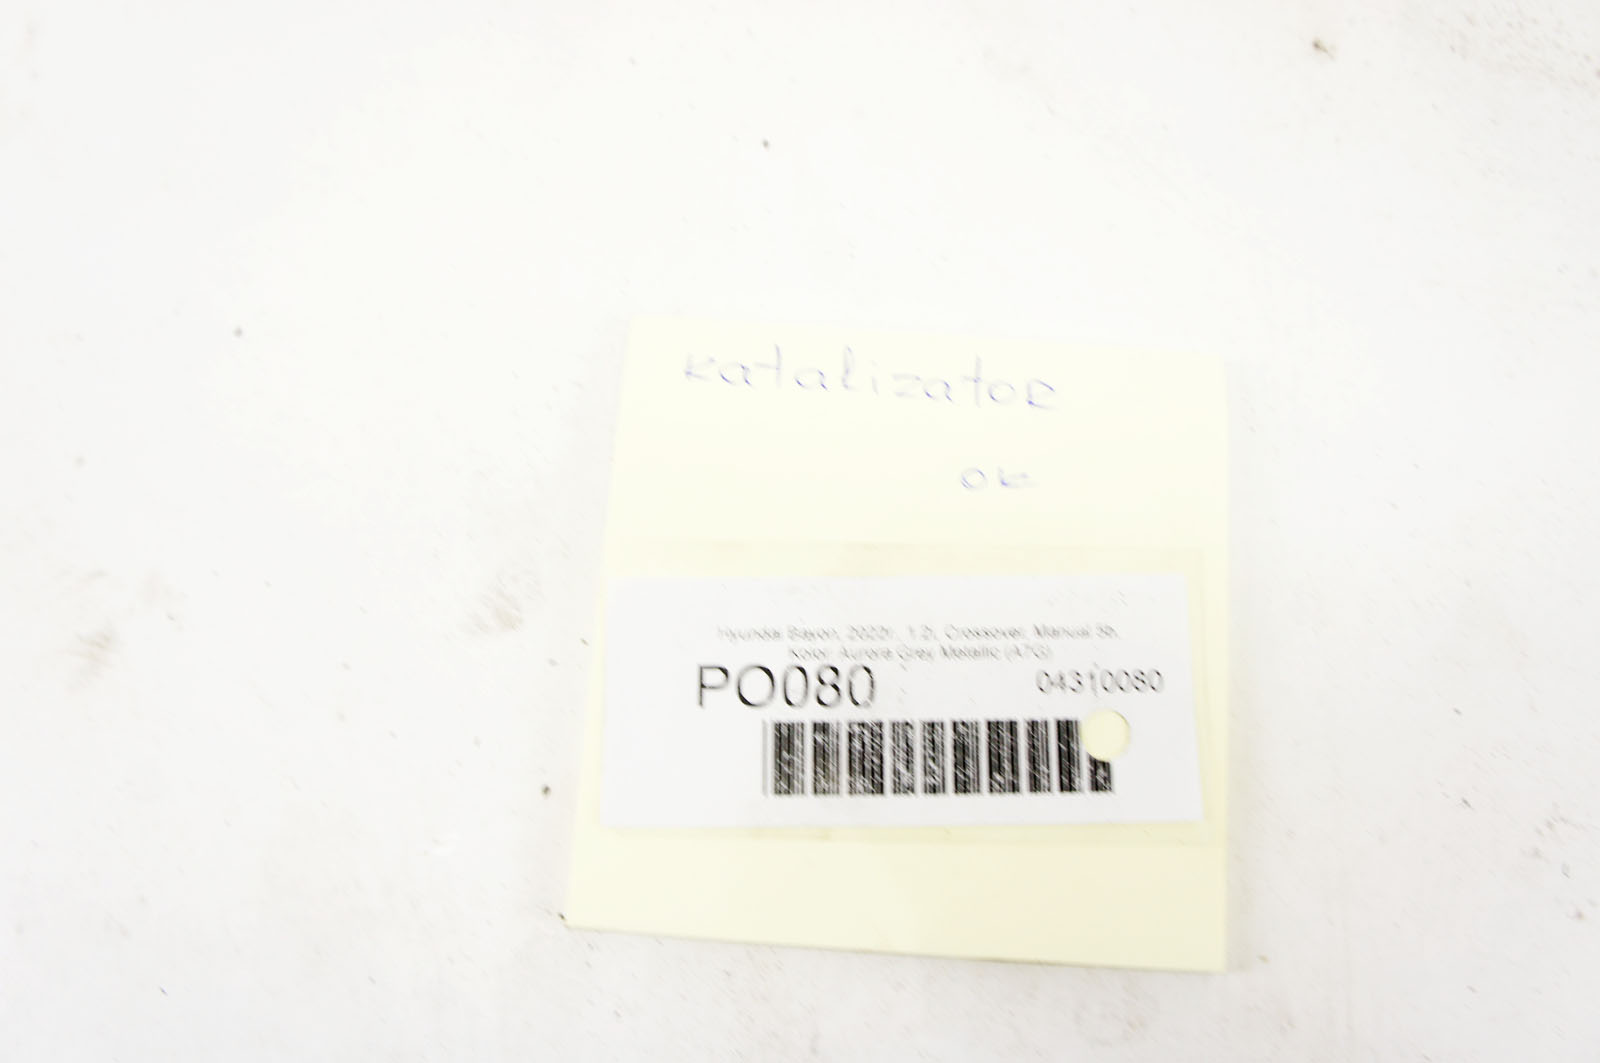 katalizator
ok
Hyundai Bayon, 2022r., 1.2i, Crossover, Manual 5b,
Kolor: Aurora Grey Metallic (A7G)
PO080
04310080